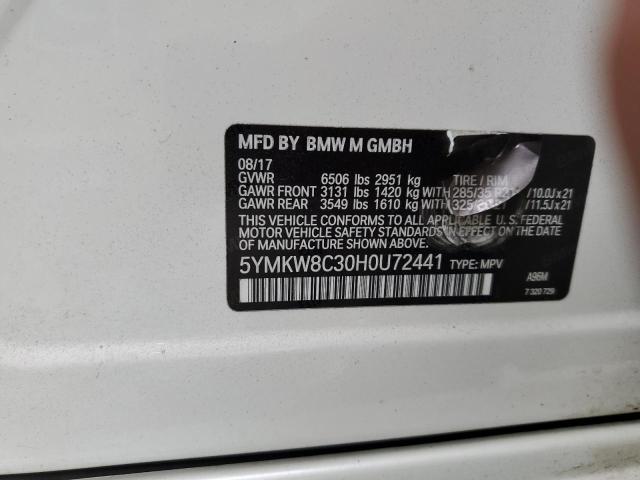 MFD BY BMW M GMBH
08/17
GVWR 6506 lbs 2951 kg TIRE / RIM
GAWR FRONT 3131 lbs 1420 kg WITH 285/35 R21 / 10.0J x 21
GAWR REAR 3549 lbs 1610 kg WITH / 11.5J x 21
THIS VEHICLE CONFORMS TO ALL APPLICABLE U.S. FEDERAL
MOTOR VEHICLE SAFETY STANDARDS IN EFFECT ON THE
DATE OF MANUFACTURE SHOWN ABOVE.
5YMKW8C30H0U72441 TYPE: MPV
A96M
7 320 729